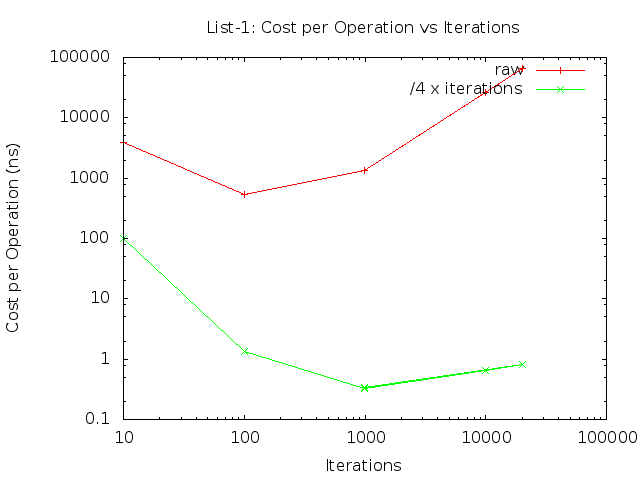 List-1: Cost per Operation vs Iterations
100000
10000
1000
100
10
1
0.1
Cost per Operation (ns)
raw
/4 x iterations
10 100 1000 10000 100000
Iterations